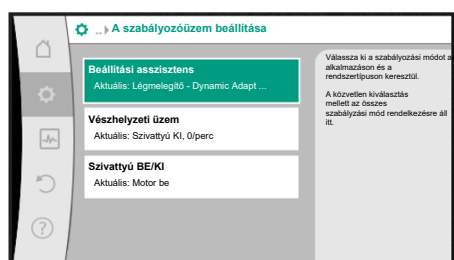 .. A szabályozóüzem beállítása
Beállítási asszisztens
Aktuális: Légmelegítő - Dynamic Adapt ...
Vészhelyzeti üzem
Aktuális: Szivattyú KI, 0/perc
Szivattyú BE/KI
Aktuális: Motor be
Válassza ki a szabályozási módot a
alkalmazáson és a
rendszertípuson keresztül.
A közvetlen kiválasztás
mellett az összes
szabályzási mód rendelkezésre áll
itt.
?